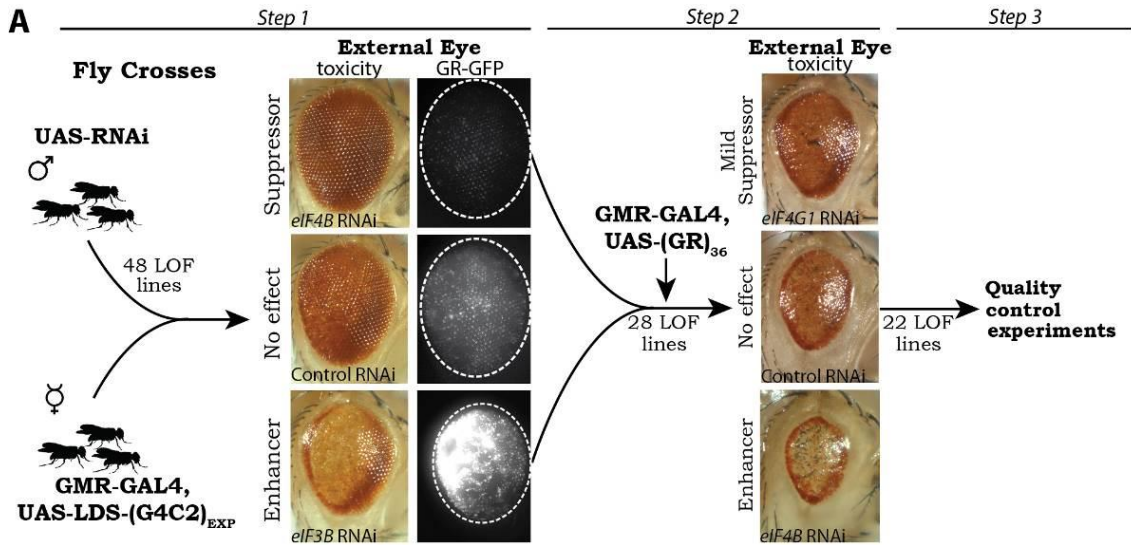 A
Step 1
Step 2
Step 3
Fly Crosses
External Eye
toxicity
GR-GFP
External Eye
toxicity
UAS-RNAi
♂
48 LOF
lines
☿
GMR-GAL4,
UAS-LDS-(G4C2)EXP
Suppressor
eIF4B RNAi
No effect
Control RNAi
Enhancer
eIF3B RNAi
GMR-GAL4,
UAS-(GR)36
28 LOF
lines
Mild
Suppressor
eIF4G1 RNAi
No effect
Control RNAi
Enhancer
eIF4B RNAi
22 LOF
lines
Quality
control
experiments